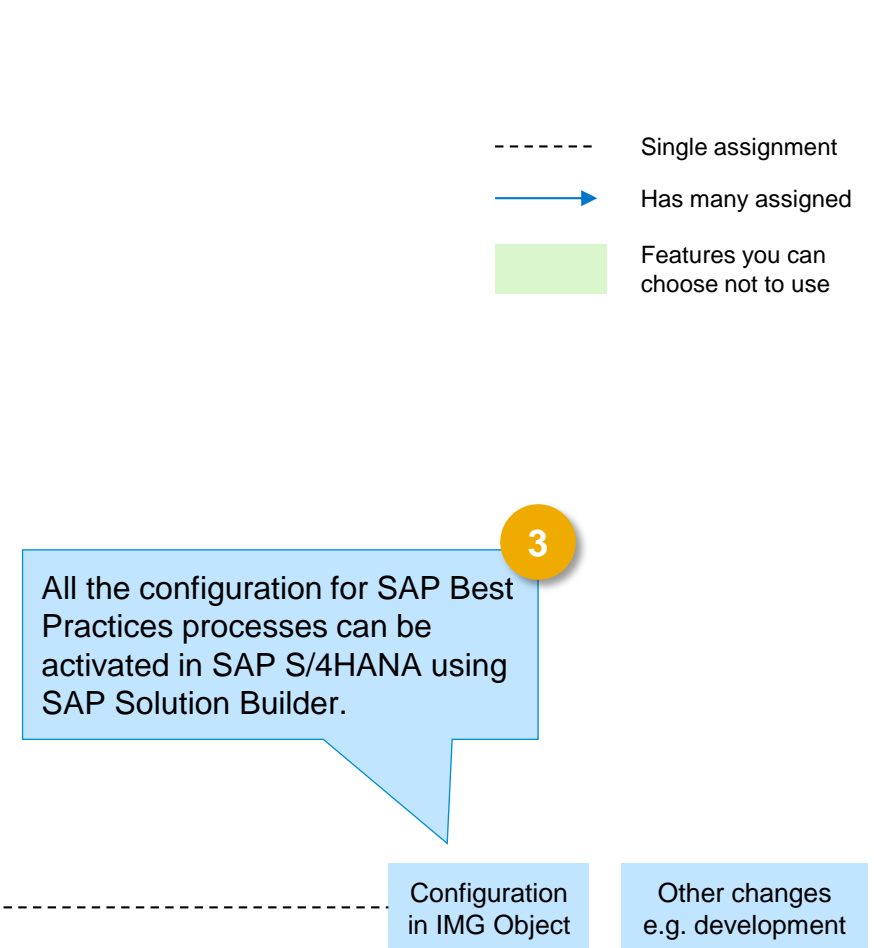 Single assignment
Has many assigned
Features you can
choose not to use
3
All the configuration for SAP Best
Practices processes can be
activated in SAP S/4HANA using
SAP Solution Builder.
Configuration
in IMG Object
Other changes
e.g. development